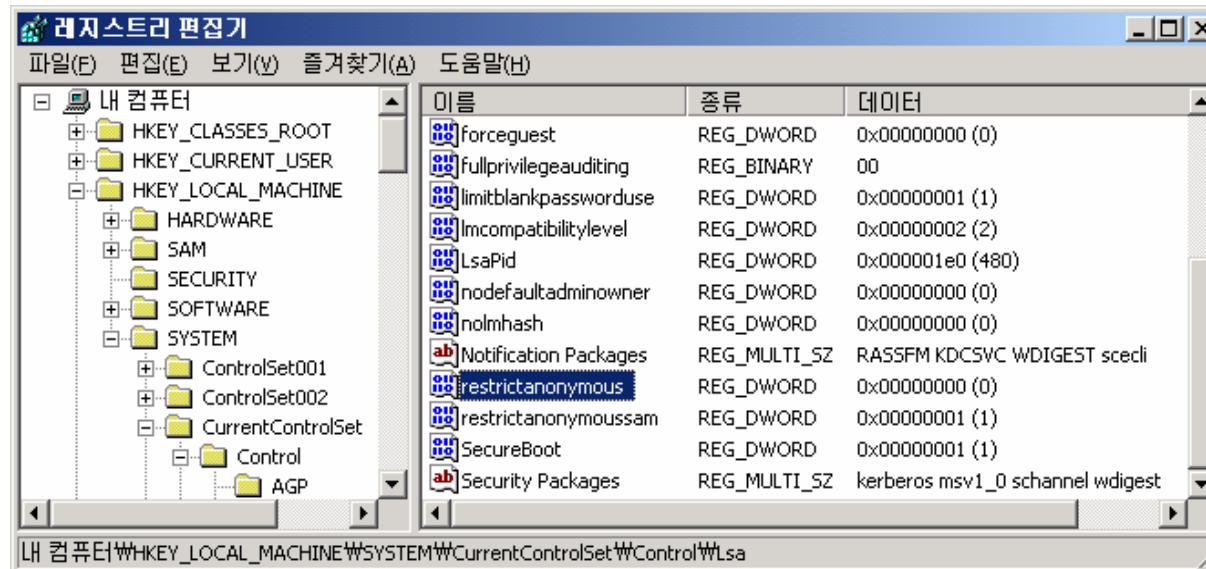 레지스트리 편집기
파일(F) 편집(E) 보기(V) 즐겨찾기(A) 도움말(H)
내 컴퓨터
HKEY_CLASSES_ROOT
HKEY_CURRENT_USER
HKEY_LOCAL_MACHINE
HARDWARE
SAM
SECURITY
SOFTWARE
SYSTEM
ControlSet001
ControlSet002
CurrentControlSet
Control
AGP
이름 종류 데이터
forceguest REG_DWORD 0x00000000 (0)
fullprivilegeauditing REG_BINARY 00
limitblankpassworduse REG_DWORD 0x00000001 (1)
lmcompatibilitylevel REG_DWORD 0x00000002 (2)
LsaPid REG_DWORD 0x000001e0 (480)
nodefaultadminowner REG_DWORD 0x00000000 (0)
nolmhash REG_DWORD 0x00000000 (0)
Notification Packages REG_MULTI_SZ RASSFM KDCSVC WDIGEST scecli
restrictanonymous REG_DWORD 0x00000000 (0)
restrictanonymoussam REG_DWORD 0x00000001 (1)
SecureBoot REG_DWORD 0x00000001 (1)
Security Packages REG_MULTI_SZ kerberos msv1_0 schannel wdigest
내 컴퓨터₩HKEY_LOCAL_MACHINE₩SYSTEM₩CurrentControlSet₩Control₩Lsa